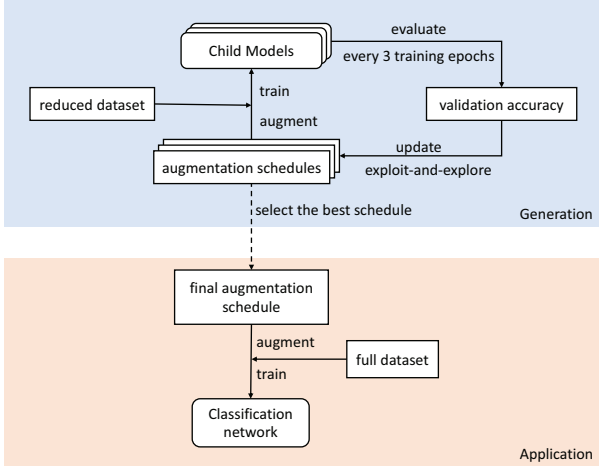 evaluate
Child Models
every 3 training epochs
train
reduced dataset
validation accuracy
augment
update
augmentation schedules
exploit-and-explore
select the best schedule
Generation
final augmentation
schedule
augment
full dataset
train
Classification
network
Application